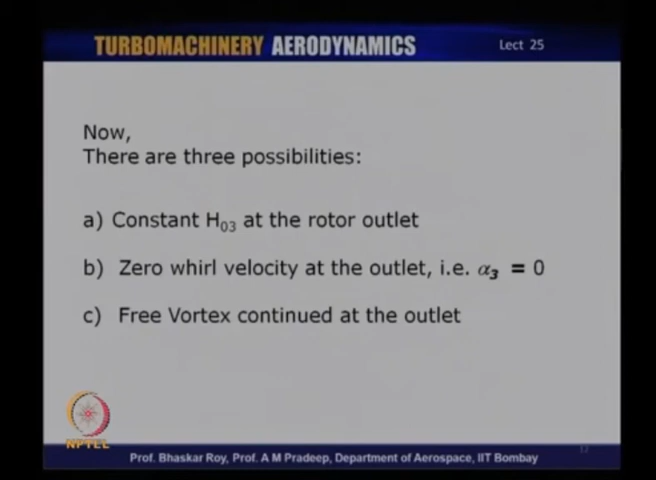 TURBOMACHINERY AERODYNAMICS Lect 25
Now,
There are three possibilities:
a) Constant H₀₃ at the rotor outlet
b) Zero whirl velocity at the outlet, i.e. α₃ = 0
c) Free Vortex continued at the outlet
NPTEL
Prof. Bhaskar Roy, Prof. A M Pradeep, Department of Aerospace, IIT Bombay